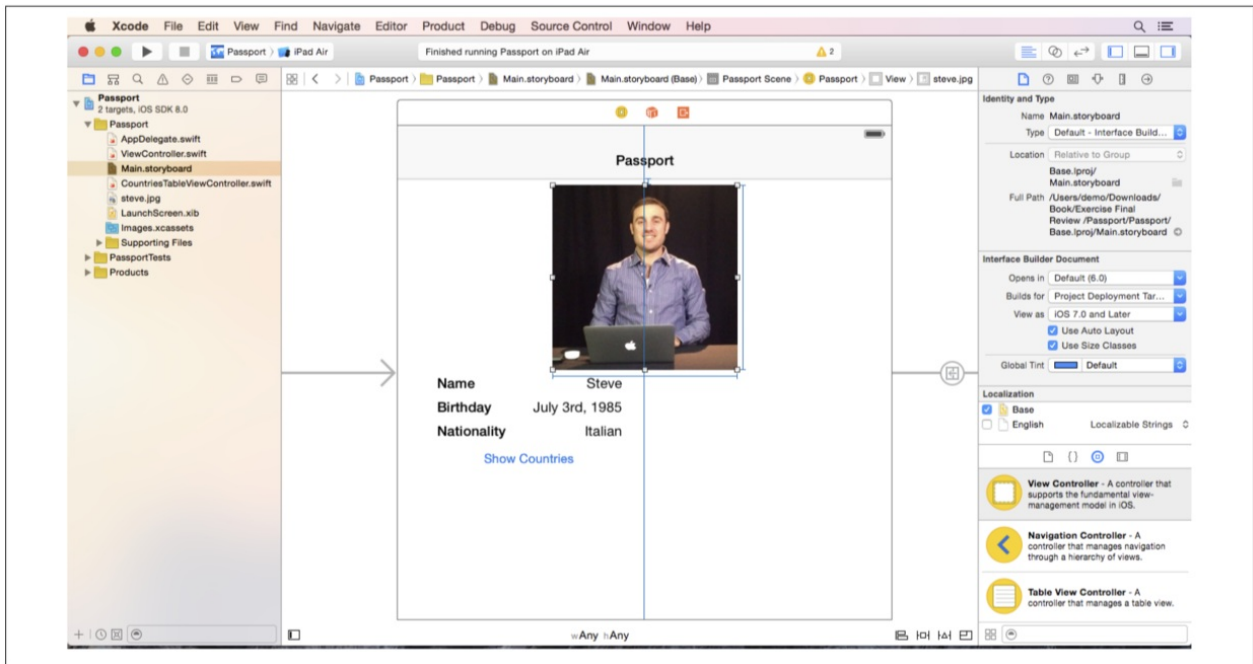 Xcode File Edit View Find Navigate Editor Product Debug Source Control Window Help
Passport iPad Air
Finished running Passport on iPad Air
2
Passport Passport Main.storyboard Main.storyboard (Base) Passport Scene Passport View steve.jpg
Passport
2 targets, iOS SDK 8.0
Passport
AppDelegate.swift
ViewController.swift
Main.storyboard
CountriesTableViewController.swift
steve.jpg
LaunchScreen.xib
Images.xcassets
Supporting Files
PassportTests
Products
Passport
Name Steve
Birthday July 3rd, 1985
Nationality Italian
Show Countries
wAny hAny
Identity and Type
Name Main.storyboard
Type Default - Interface Build...
Location Relative to Group
Base.lproj/
Main.storyboard
Full Path /Users/demo/Downloads/
Book/Exercise Final
Review /Passport/Passport/
Base.lproj/Main.storyboard
Interface Builder Document
Opens in Default (6.0)
Builds for Project Deployment Tar...
View as iOS 7.0 and Later
Use Auto Layout
Use Size Classes
Global Tint Default
Localization
Base
English Localizable Strings
View Controller - A controller that
supports the fundamental view-
management model in iOS.
Navigation Controller - A
controller that manages navigation
through a hierarchy of views.
Table View Controller - A
controller that manages a table view.